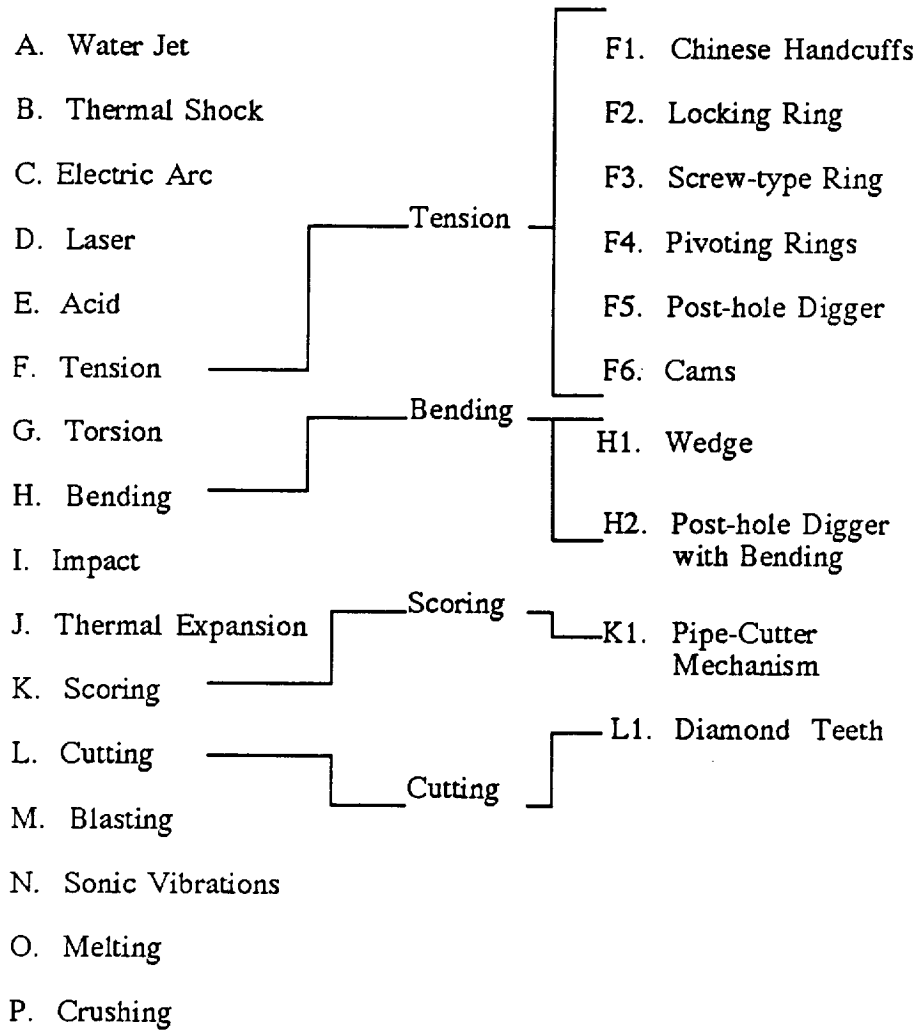 A. Water Jet
B. Thermal Shock
C. Electric Arc
D. Laser
E. Acid
F. Tension
G. Torsion
H. Bending
I. Impact
J. Thermal Expansion
K. Scoring
L. Cutting
M. Blasting
N. Sonic Vibrations
O. Melting
P. Crushing
Tension
Bending
Scoring
Cutting
F1. Chinese Handcuffs
F2. Locking Ring
F3. Screw-type Ring
F4. Pivoting Rings
F5. Post-hole Digger
F6. Cams
H1. Wedge
H2. Post-hole Digger
with Bending
K1. Pipe-Cutter
Mechanism
L1. Diamond Teeth